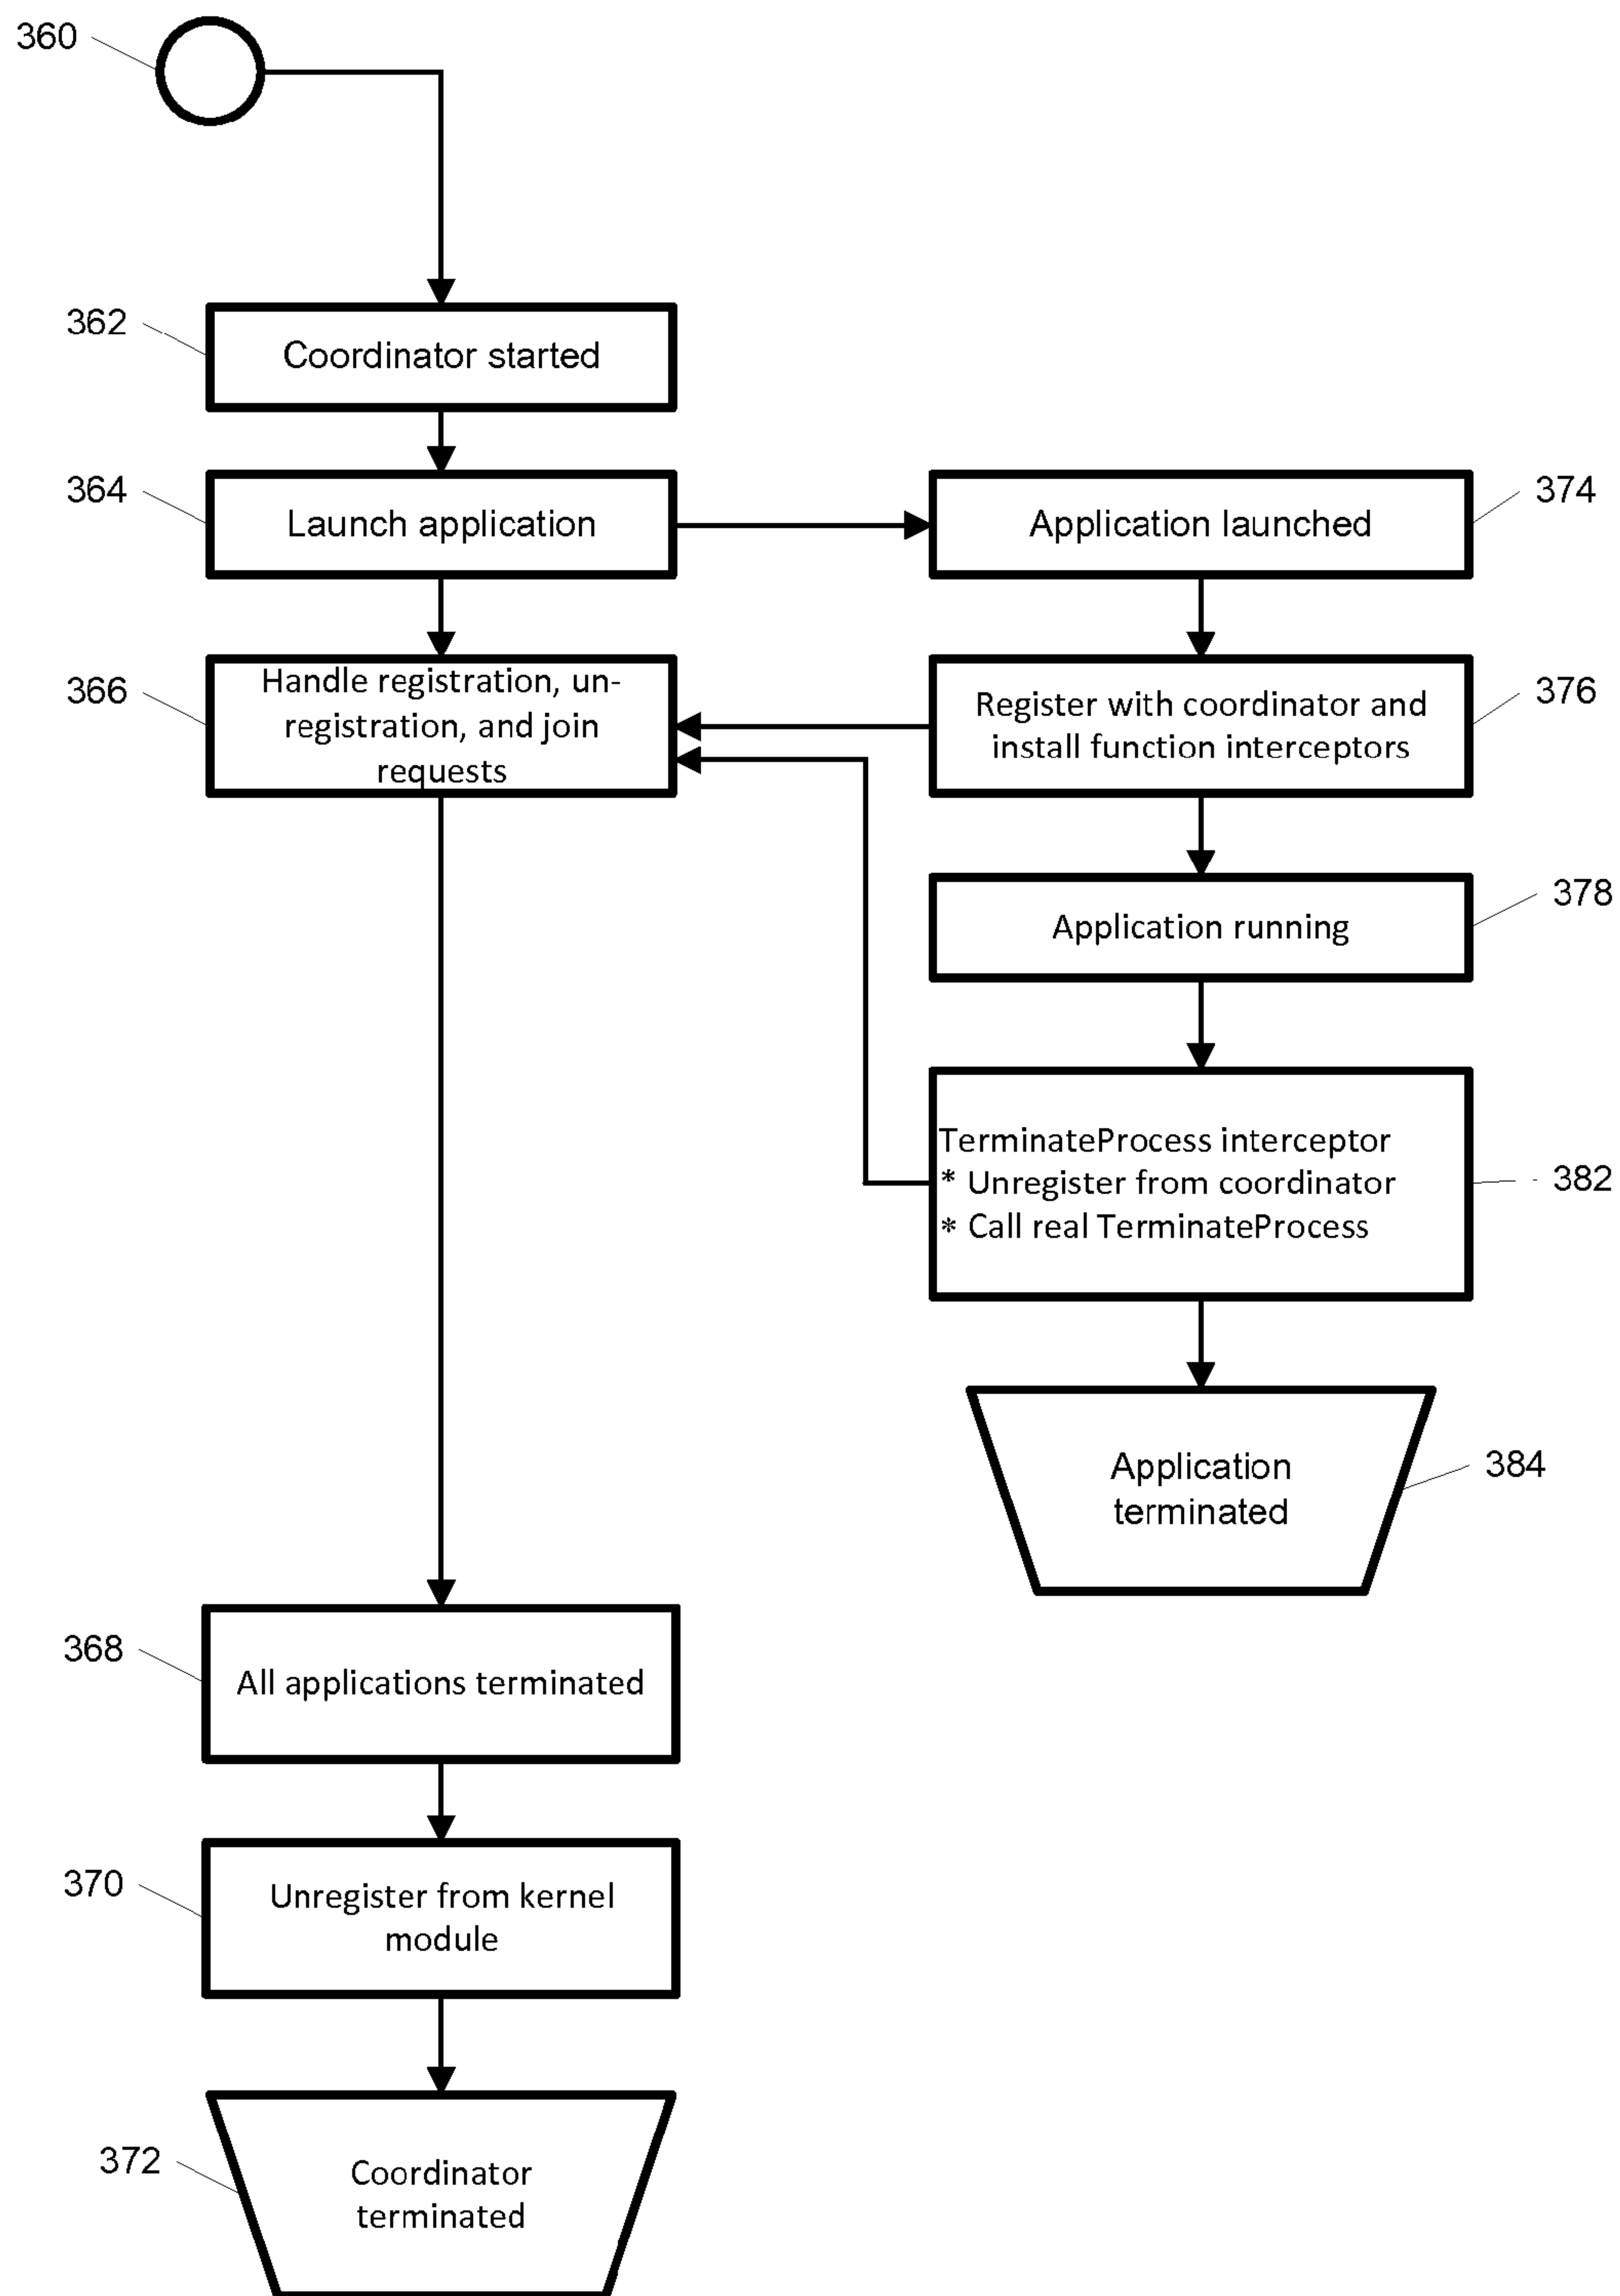 360
362
Coordinator started
364
Launch application
Application launched
374
366
Handle registration, un-
registration, and join
requests
Register with coordinator and
install function interceptors
376
Application running
378
TerminateProcess interceptor
* Unregister from coordinator
* Call real TerminateProcess
382
Application
terminated
384
368
All applications terminated
370
Unregister from kernel
module
372
Coordinator
terminated